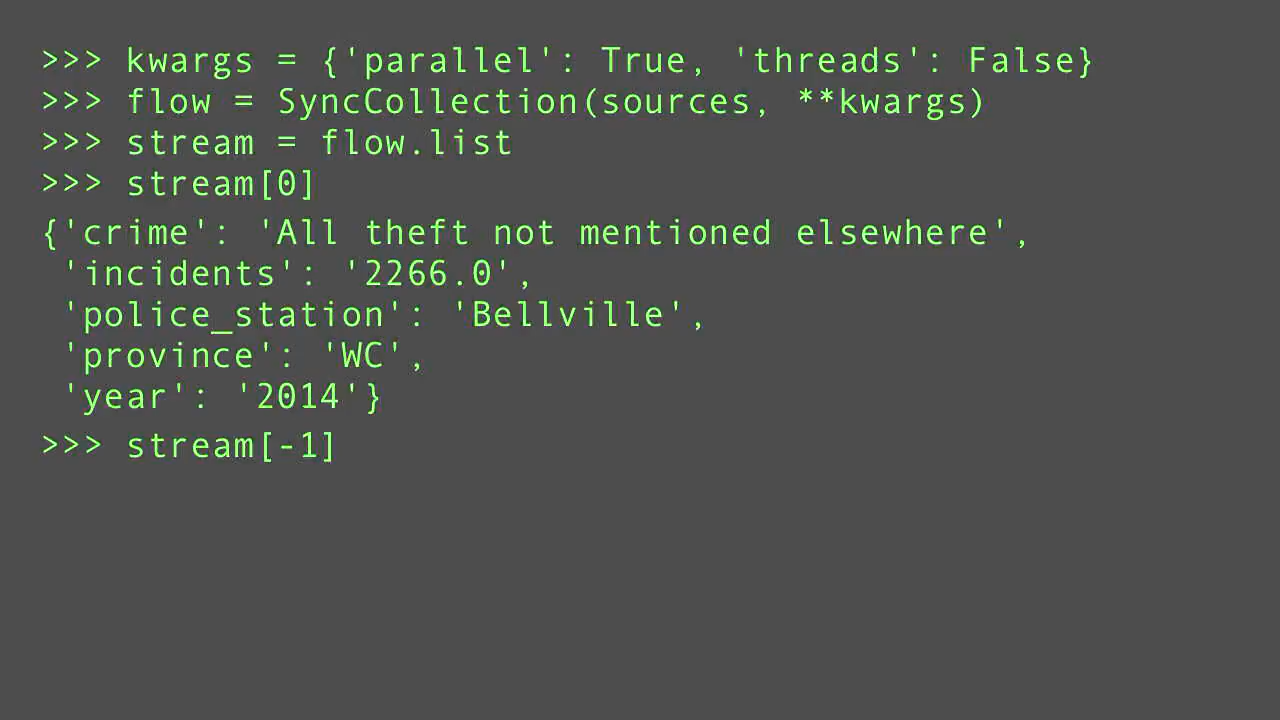 >>> kwargs = {'parallel': True, 'threads': False}
>>> flow = SyncCollection(sources, **kwargs)
>>> stream = flow.list
>>> stream[0]
{'crime': 'All theft not mentioned elsewhere',
 'incidents': '2266.0',
 'police_station': 'Bellville',
 'province': 'WC',
 'year': '2014'}
>>> stream[-1]